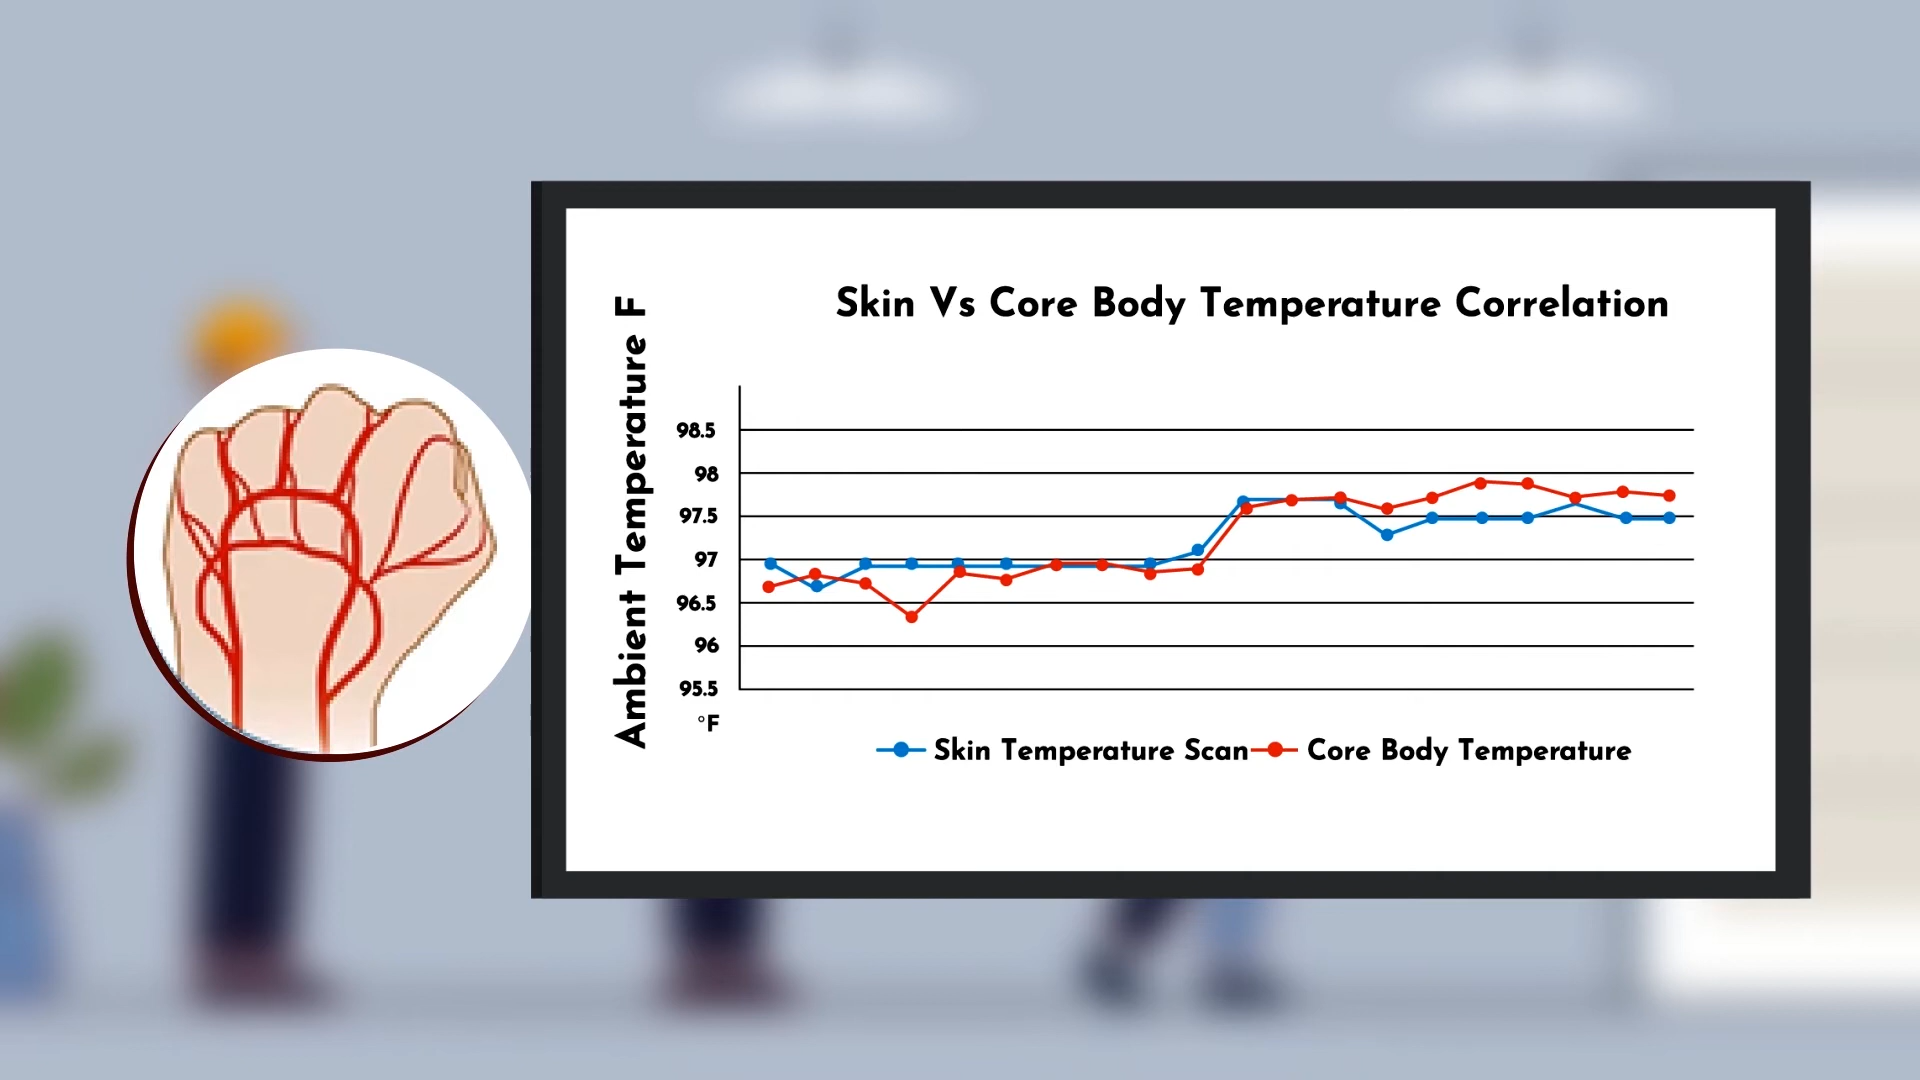 Skin Vs Core Body Temperature Correlation
Ambient Temperature F
98.5
98
97.5
97
96.5
96
95.5
°F
Skin Temperature Scan
Core Body Temperature